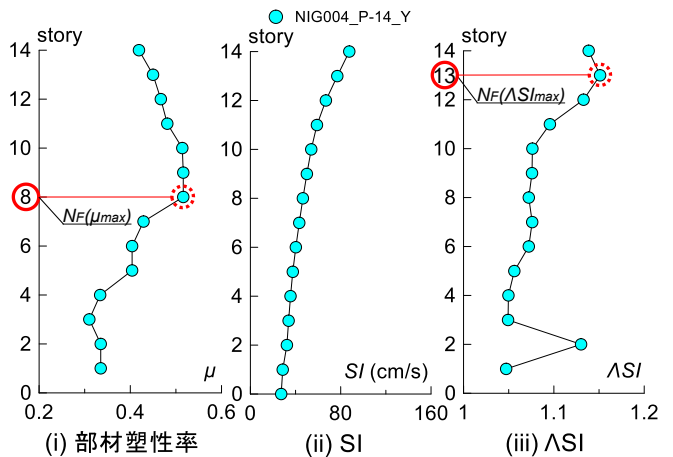 NIG004_P-14_Y
story
14
12
10
8
6
4
2
0
NF(μmax)
μ
0.2 0.4 0.6
(i) 部材塑性率
story
14
12
10
8
6
4
2
0
SI (cm/s)
0 80 160
(ii) SI
story
14
13
12
10
8
6
4
2
0
NF(ΛSImax)
ΛSI
1 1.1 1.2
(iii) ΛSI